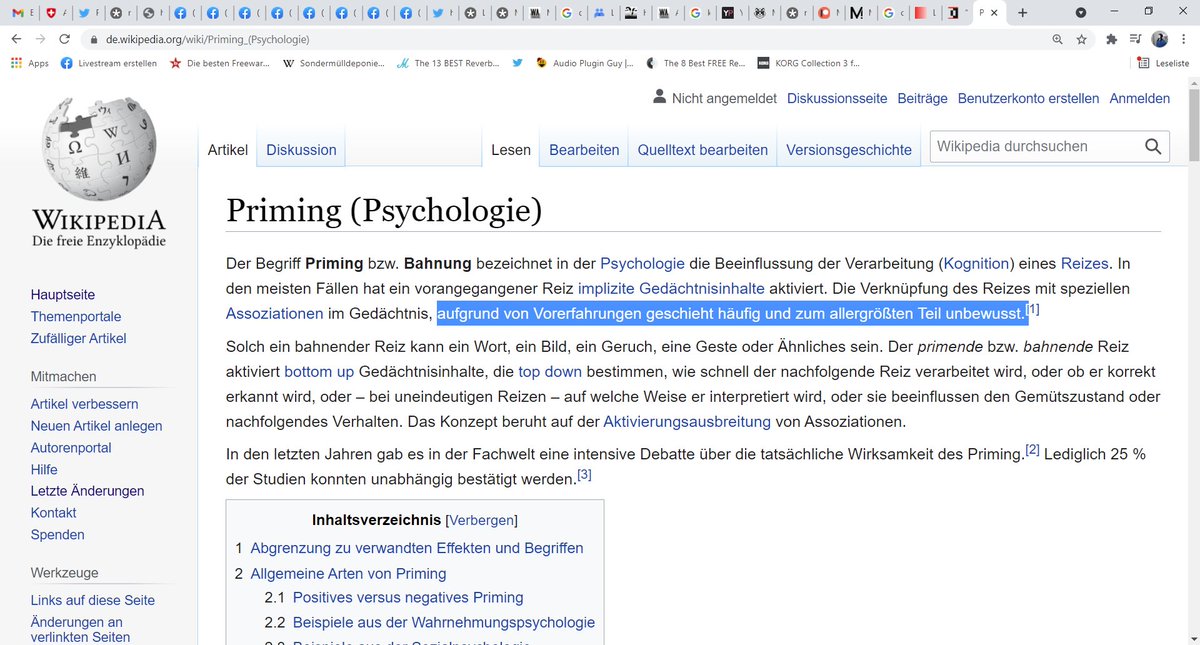 de.wikipedia.org/wiki/Priming_(Psychologie)
Apps Livestream erstellen Die besten Freewar... Sondermülldeponie... The 13 BEST Reverb... Audio Plugin Guy |... The 8 Best FREE Re... KORG Collection 3 f... Leseliste
Nicht angemeldet Diskussionsseite Beiträge Benutzerkonto erstellen Anmelden
Artikel Diskussion Lesen Bearbeiten Quelltext bearbeiten Versionsgeschichte Wikipedia durchsuchen
WIKIPEDIA
Die freie Enzyklopädie
Hauptseite
Themenportale
Zufälliger Artikel
Mitmachen
Artikel verbessern
Neuen Artikel anlegen
Autorenportal
Hilfe
Letzte Änderungen
Kontakt
Spenden
Werkzeuge
Links auf diese Seite
Änderungen an
verlinkten Seiten
Priming (Psychologie)
Der Begriff Priming bzw. Bahnung bezeichnet in der Psychologie die Beeinflussung der Verarbeitung (Kognition) eines Reizes. In
den meisten Fällen hat ein vorangegangener Reiz implizite Gedächtnisinhalte aktiviert. Die Verknüpfung des Reizes mit speziellen
Assoziationen im Gedächtnis, aufgrund von Vorerfahrungen geschieht häufig und zum allergrößten Teil unbewusst.[1]
Solch ein bahnender Reiz kann ein Wort, ein Bild, ein Geruch, eine Geste oder Ähnliches sein. Der primende bzw. bahnende Reiz
aktiviert bottom up Gedächtnisinhalte, die top down bestimmen, wie schnell der nachfolgende Reiz verarbeitet wird, oder ob er korrekt
erkannt wird, oder – bei uneindeutigen Reizen – auf welche Weise er interpretiert wird, oder sie beeinflussen den Gemütszustand oder
nachfolgendes Verhalten. Das Konzept beruht auf der Aktivierungsausbreitung von Assoziationen.
In den letzten Jahren gab es in der Fachwelt eine intensive Debatte über die tatsächliche Wirksamkeit des Priming.[2] Lediglich 25 %
der Studien konnten unabhängig bestätigt werden.[3]
Inhaltsverzeichnis [Verbergen]
1 Abgrenzung zu verwandten Effekten und Begriffen
2 Allgemeine Arten von Priming
2.1 Positives versus negatives Priming
2.2 Beispiele aus der Wahrnehmungspsychologie